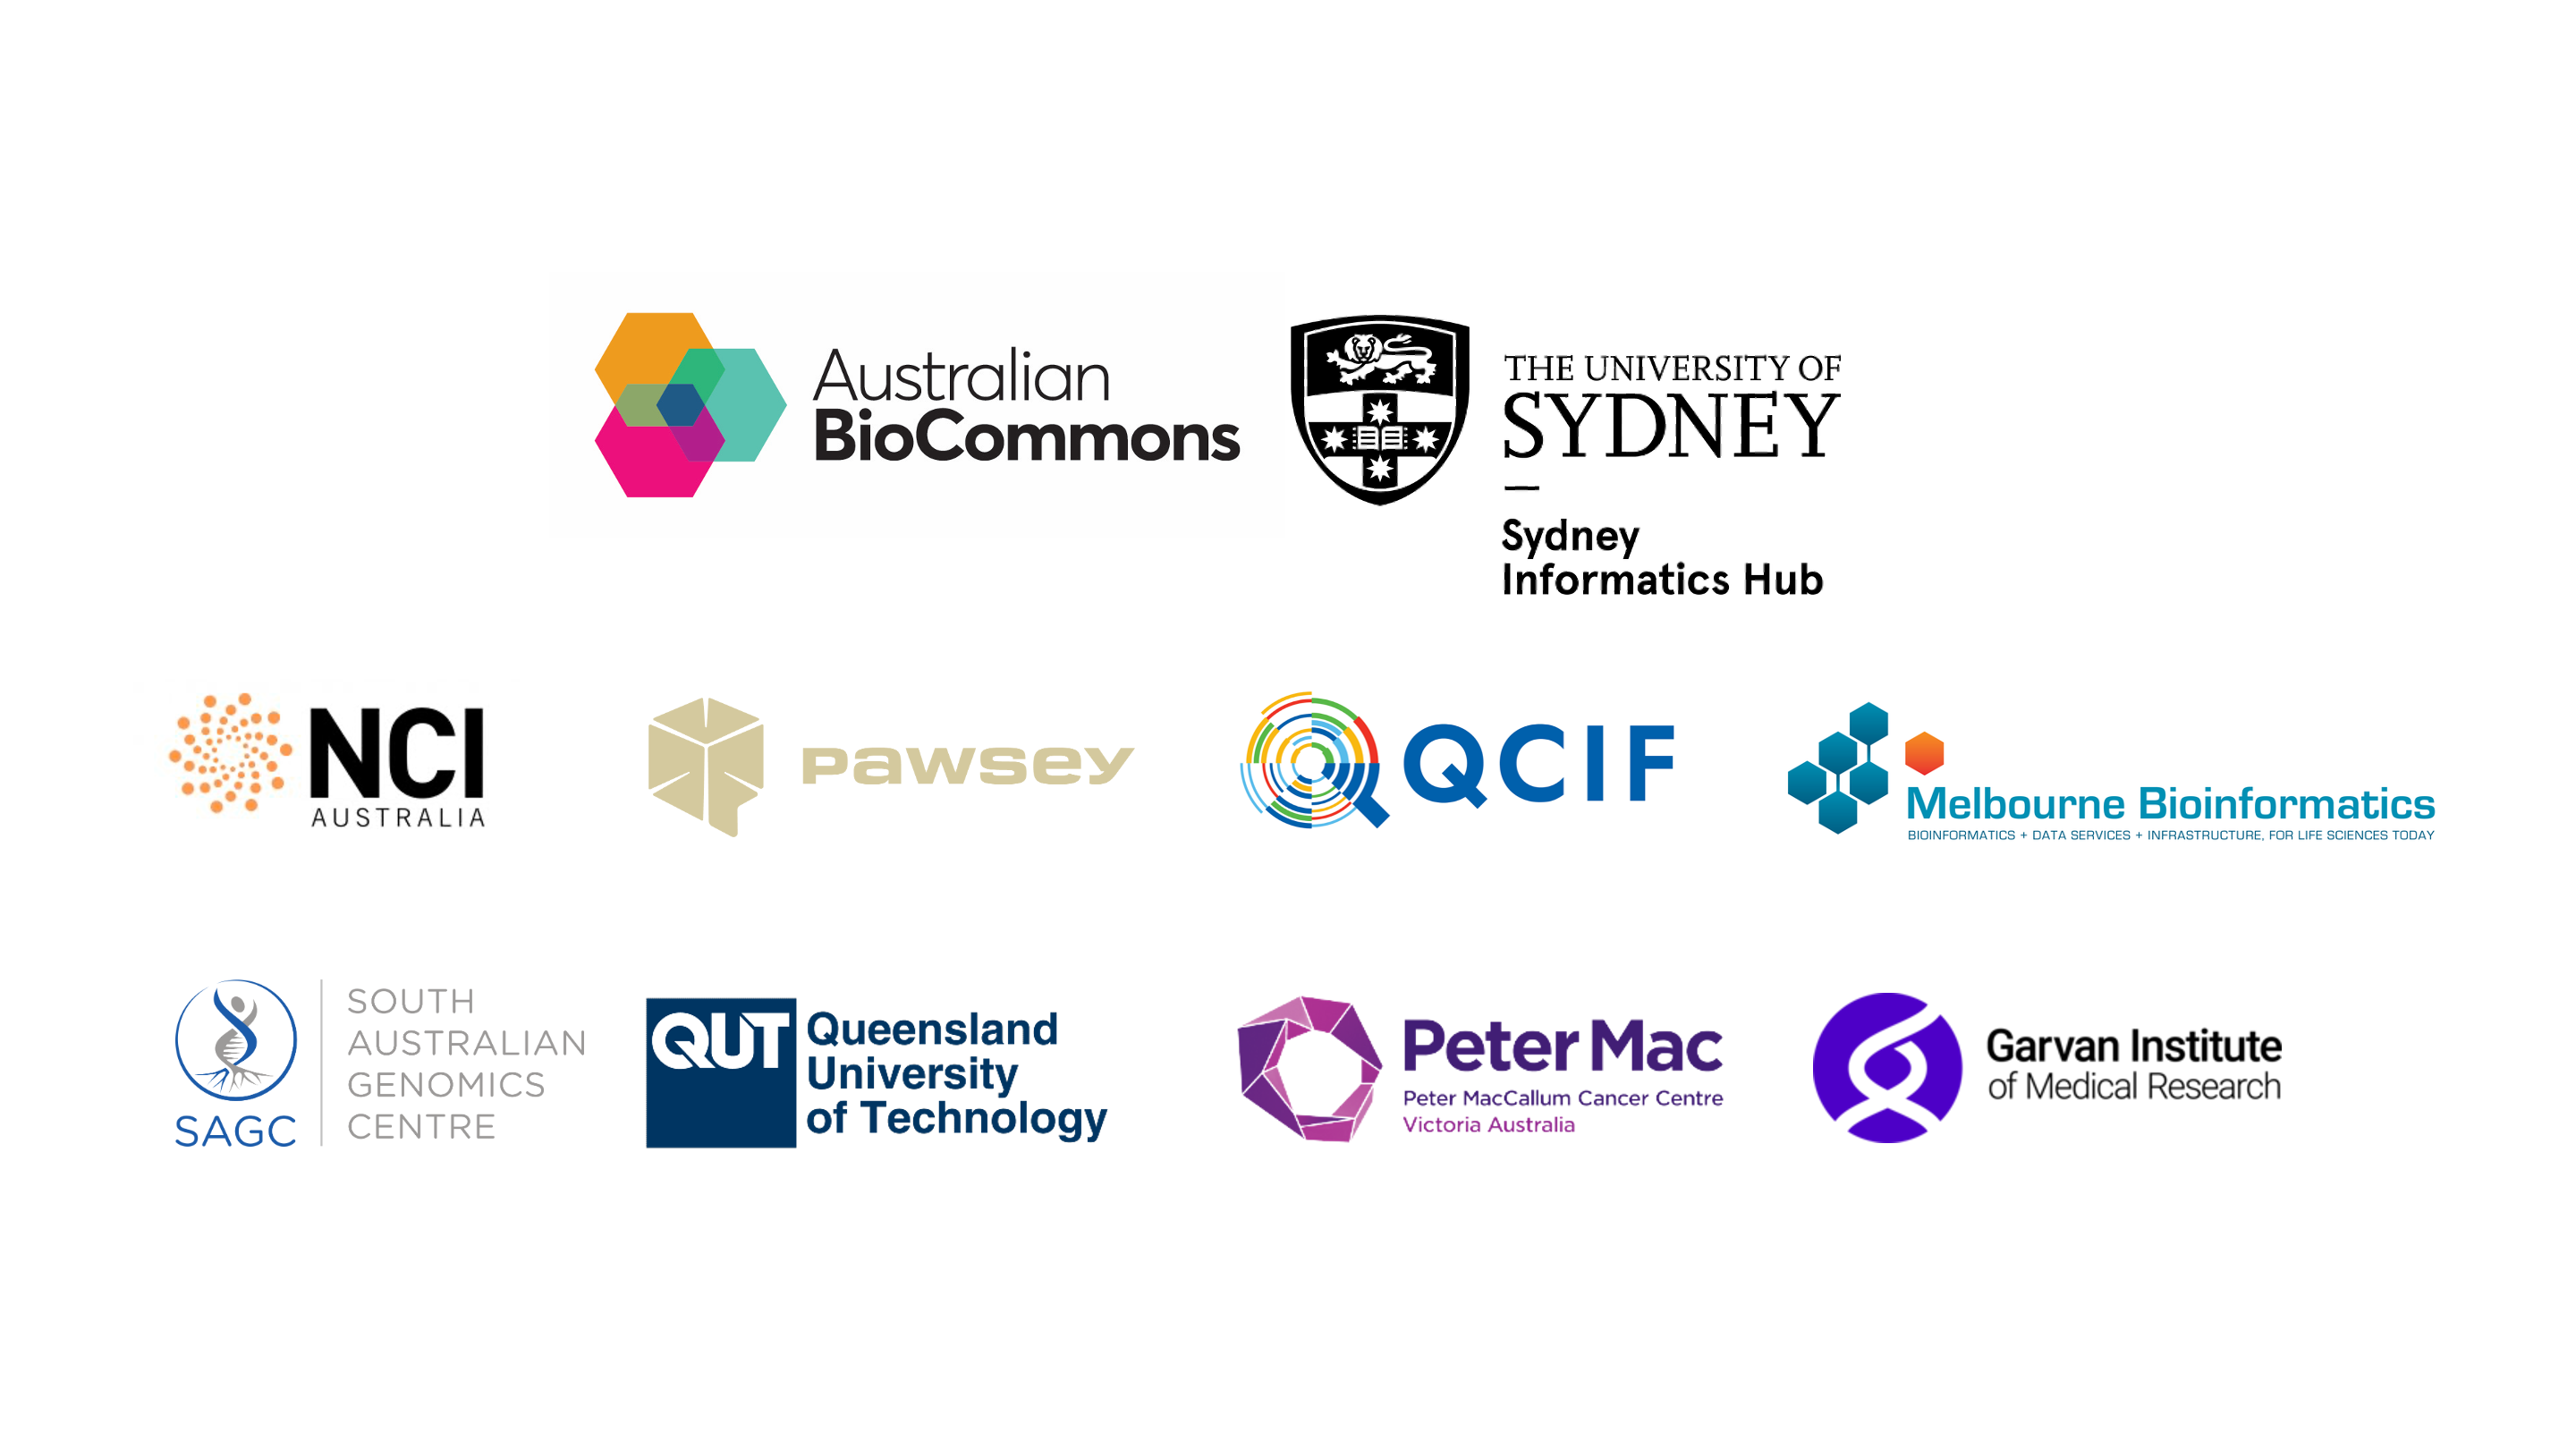 Australian
BioCommons
THE UNIVERSITY OF
SYDNEY
Sydney
Informatics Hub
NCI
AUSTRALIA
pawsey
QCIF
Melbourne Bioinformatics
BIOINFORMATICS + DATA SERVICES + INFRASTRUCTURE, FOR LIFE SCIENCES TODAY
SAGC
SOUTH
AUSTRALIAN
GENOMICS
CENTRE
QUT
Queensland
University
of Technology
Peter Mac
Peter MacCallum Cancer Centre
Victoria Australia
Garvan Institute
of Medical Research